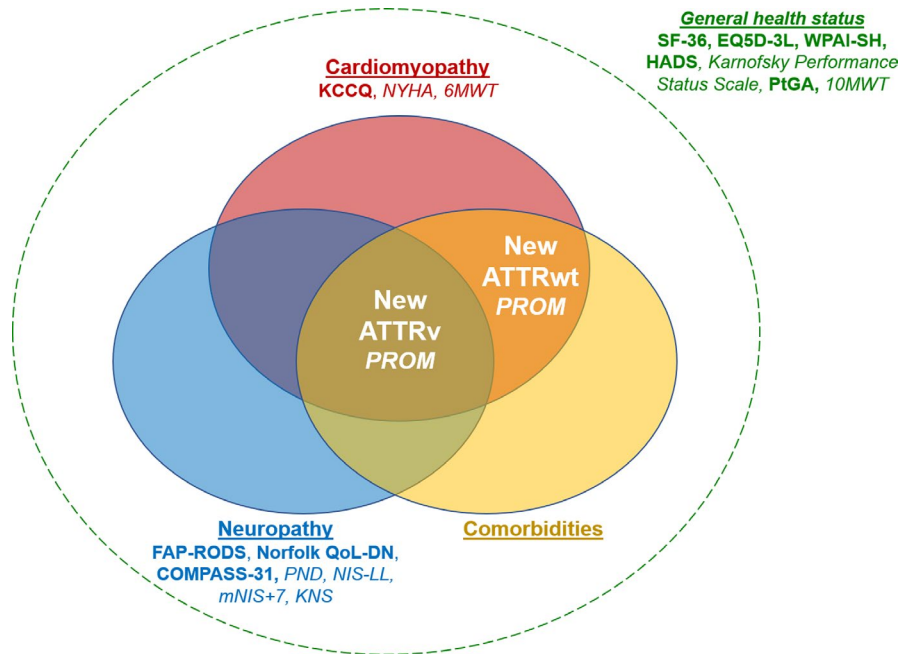 General health status
SF-36, EQ5D-3L, WPAI-SH,
HADS, Karnofsky Performance
Status Scale, PtGA, 10MWT
Cardiomyopathy
KCCQ, NYHA, 6MWT
New
ATTRwt
PROM
New
ATTRv
PROM
Neuropathy
FAP-RODS, Norfolk QoL-DN,
COMPASS-31, PND, NIS-LL,
mNIS+7, KNS
Comorbidities